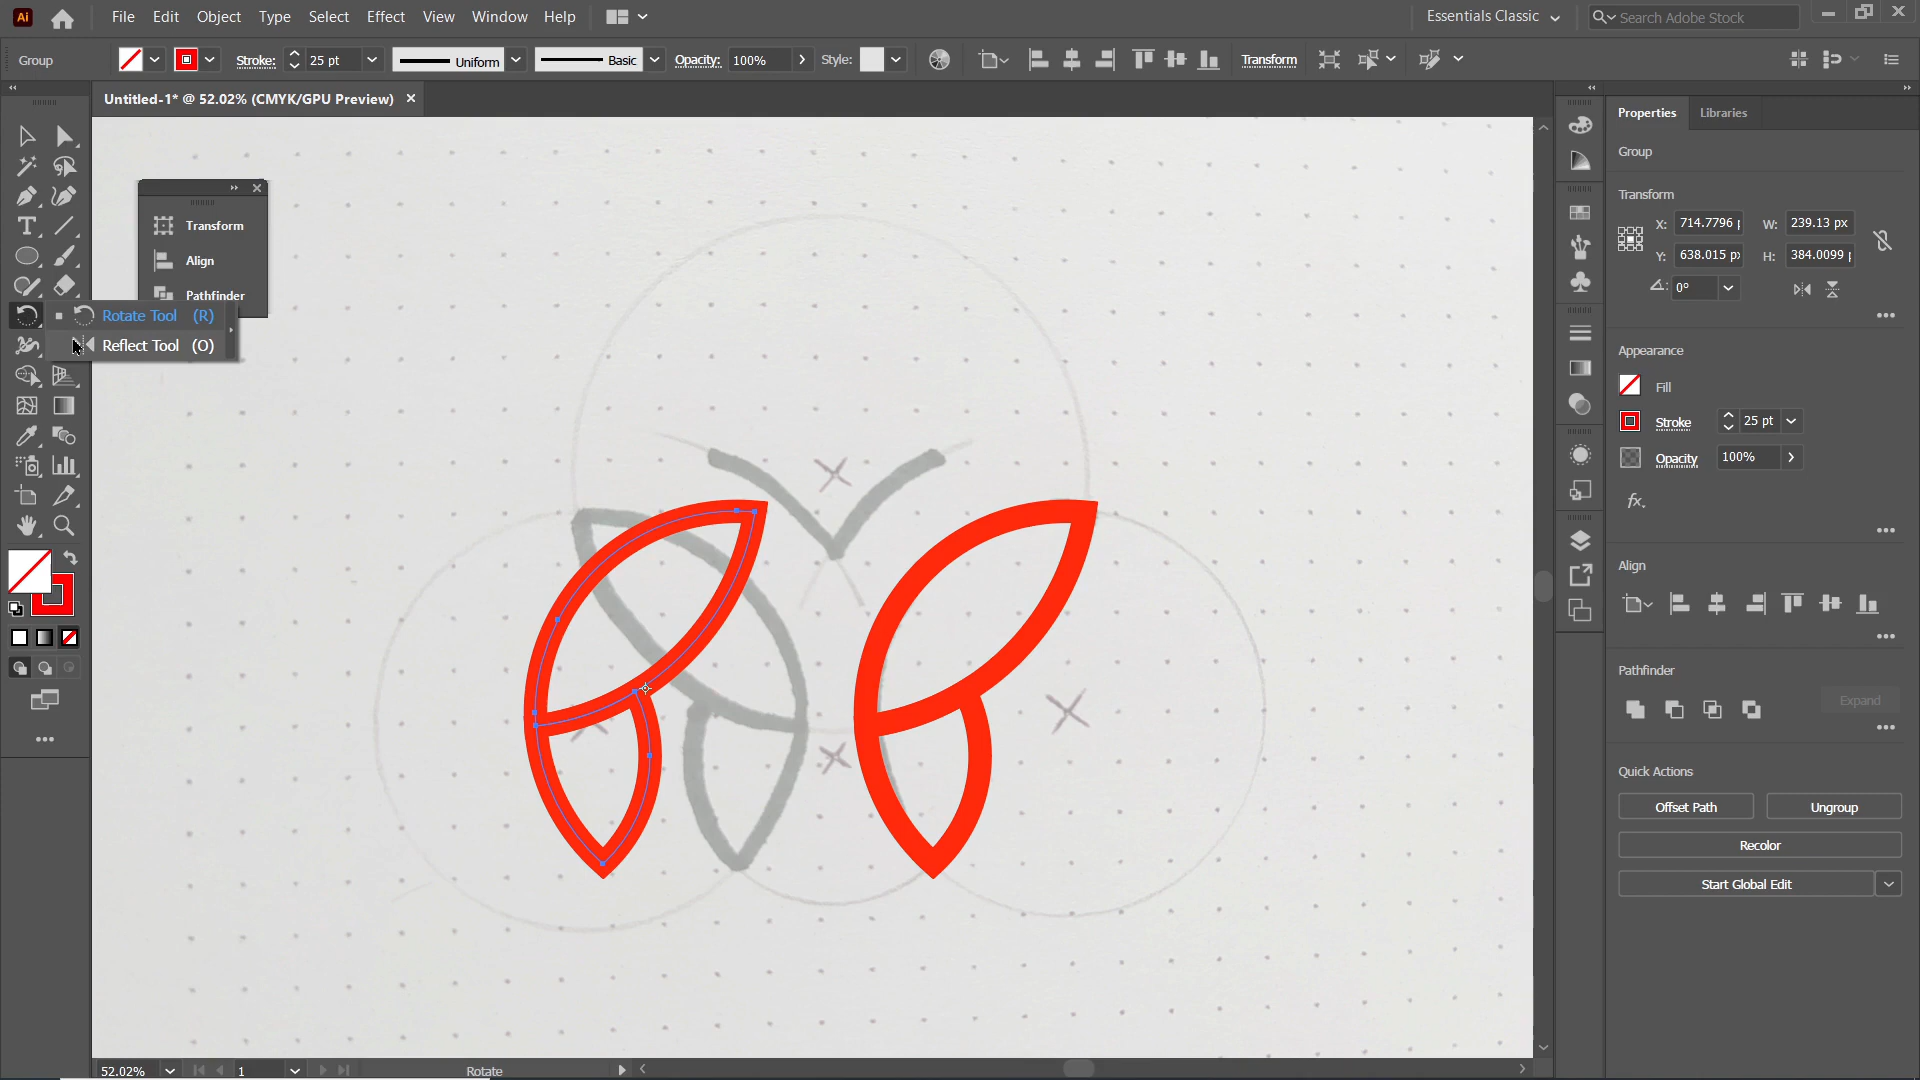 Ai
File Edit Object Type Select Effect View Window Help
Essentials Classic
Search Adobe Stock
Group
Stroke: 25 pt
Uniform
Basic
Opacity: 100%
Style:
Transform
Untitled-1* @ 52.02% (CMYK/GPU Preview)
Properties Libraries
Group
Transform
X: 714.7796 p W: 239.13 px
Y: 638.015 px H: 384.0099 p
0°
Appearance
Fill
Stroke 25 pt
Opacity 100%
fx.
Align
Pathfinder
Expand
Quick Actions
Offset Path Ungroup
Recolor
Start Global Edit
Transform
Align
Pathfinder
Rotate Tool (R)
Reflect Tool (O)
52.02% 1 Rotate